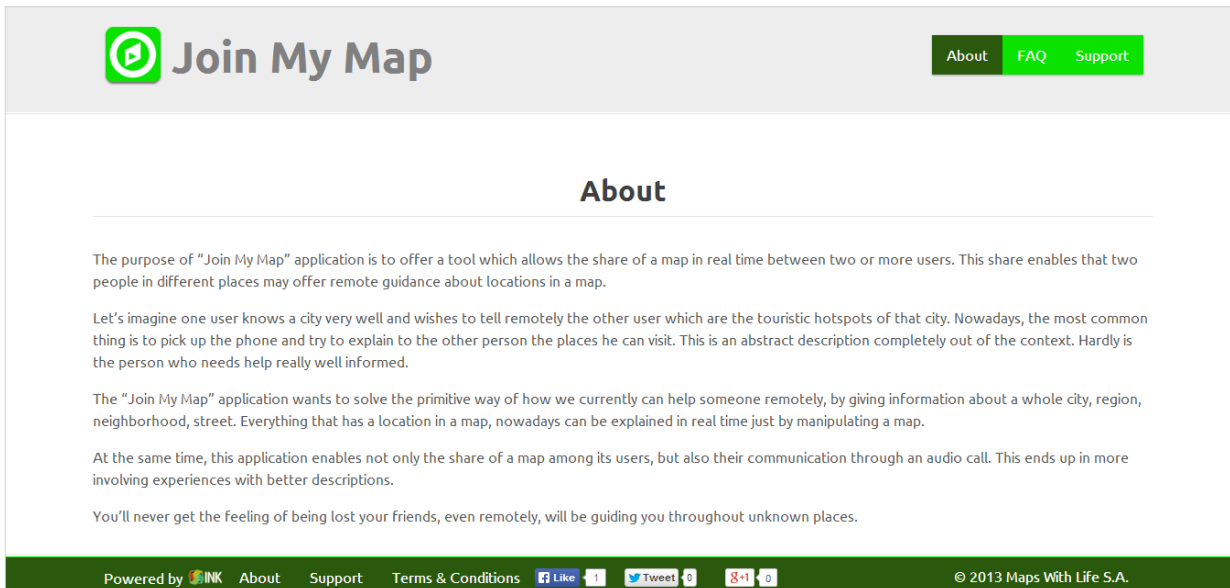 Join My Map
About FAQ Support
About
The purpose of “Join My Map” application is to offer a tool which allows the share of a map in real time between two or more users. This share enables that two
people in different places may offer remote guidance about locations in a map.
Let’s imagine one user knows a city very well and wishes to tell remotely the other user which are the touristic hotspots of that city. Nowadays, the most common
thing is to pick up the phone and try to explain to the other person the places he can visit. This is an abstract description completely out of the context. Hardly is
the person who needs help really well informed.
The “Join My Map” application wants to solve the primitive way of how we currently can help someone remotely, by giving information about a whole city, region,
neighborhood, street. Everything that has a location in a map, nowadays can be explained in real time just by manipulating a map.
At the same time, this application enables not only the share of a map among its users, but also their communication through an audio call. This ends up in more
involving experiences with better descriptions.
You’ll never get the feeling of being lost your friends, even remotely, will be guiding you throughout unknown places.
Powered by INK About Support Terms & Conditions Like 1 Tweet 0 g+1 0 © 2013 Maps With Life S.A.